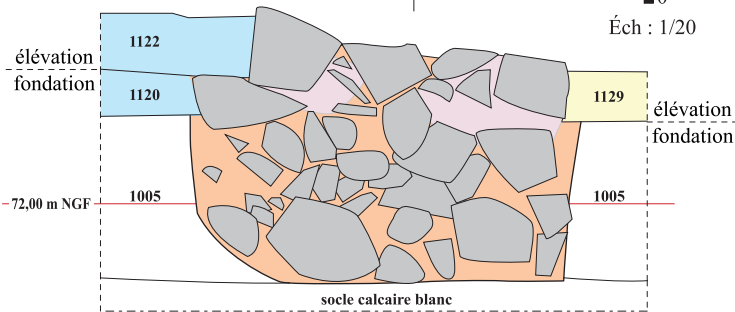 Éch : 1/20
1122
élévation
fondation
1120
1129
élévation
fondation
72,00 m NGF
1005
1005
socle calcaire blanc